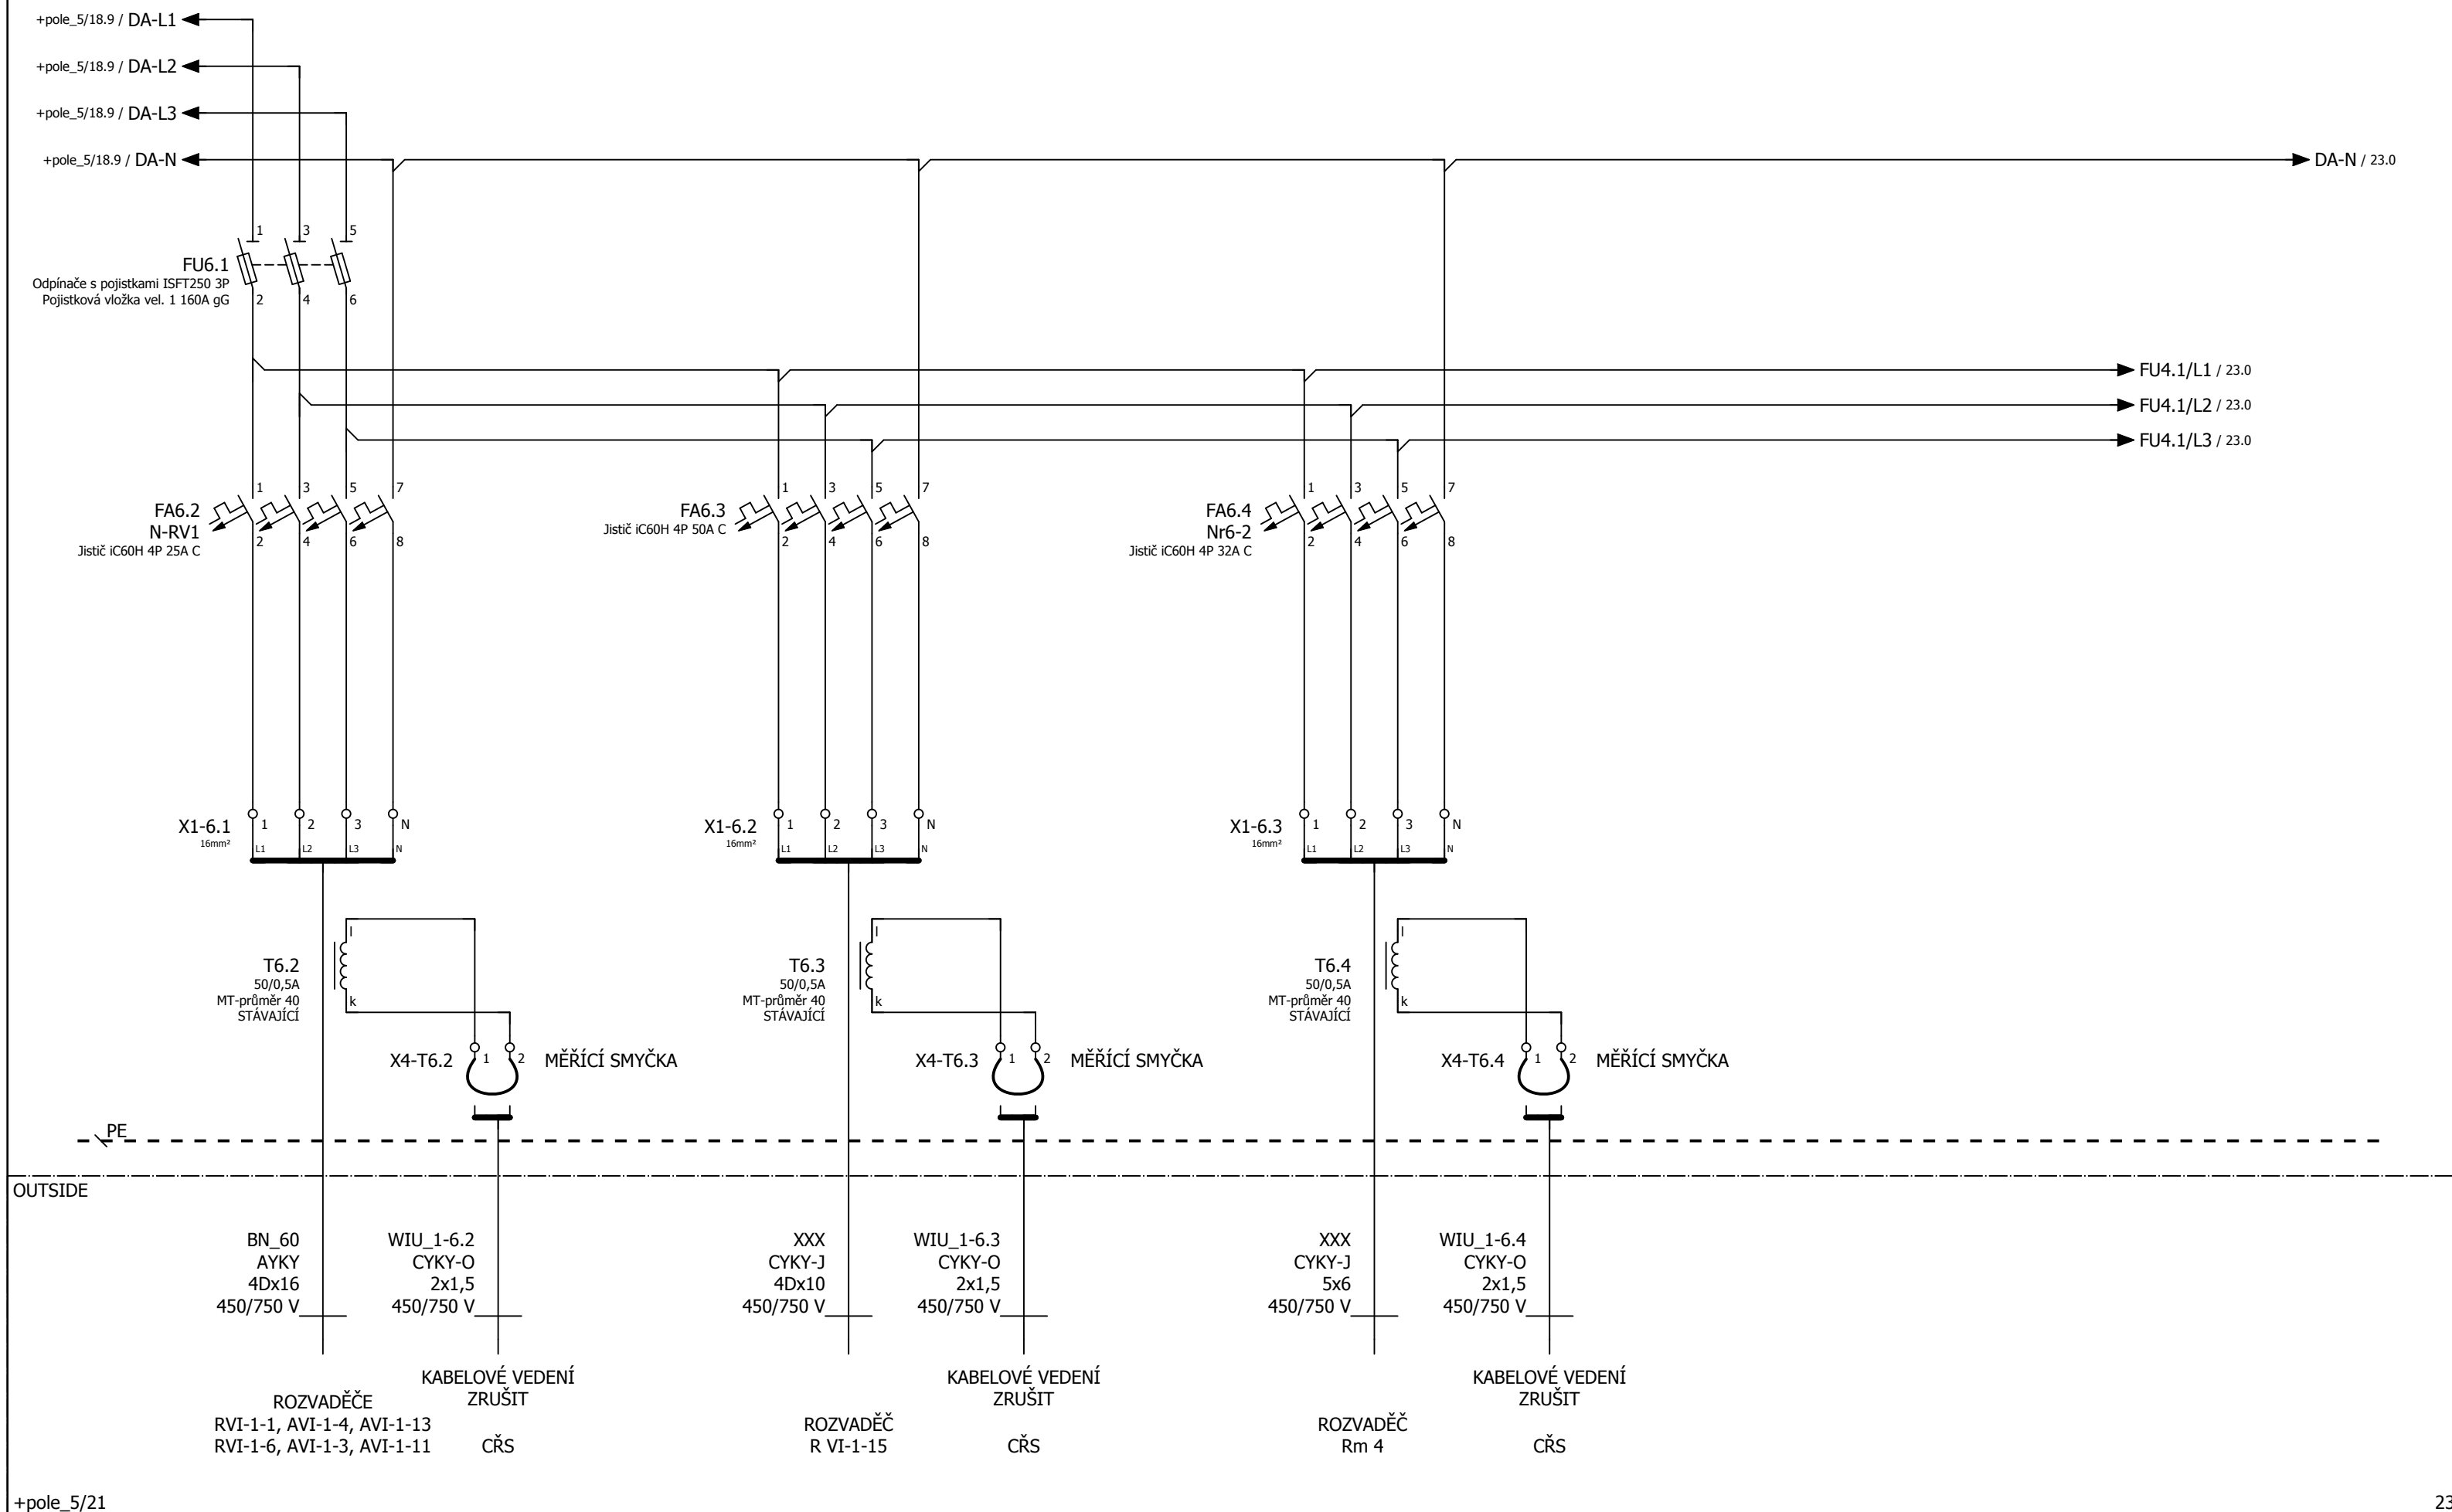 +pole_5/18.9 / DA-L1
+pole_5/18.9 / DA-L2
+pole_5/18.9 / DA-L3
+pole_5/18.9 / DA-N
DA-N / 23.0
1 3 5
FU6.1
Odpínače s pojistkami ISFT250 3P
Pojistková vložka vel. 1 160A gG
2 4 6
FU4.1/L1 / 23.0
FU4.1/L2 / 23.0
FU4.1/L3 / 23.0
1 3 5 7
FA6.2
N-RV1
Jistič iC60H 4P 25A C
2 4 6 8
1 3 5 7
FA6.3
Jistič iC60H 4P 50A C
2 4 6 8
1 3 5 7
FA6.4
Nr6-2
Jistič iC60H 4P 32A C
2 4 6 8
X1-6.1 1 2 3 N
16mm²
L1 L2 L3 N
X1-6.2 1 2 3 N
16mm²
L1 L2 L3 N
X1-6.3 1 2 3 N
16mm²
L1 L2 L3 N
l
T6.2
50/0,5A
MT-průměr 40
STÁVAJÍCÍ
k
X4-T6.2 1 2 MĚŘÍCÍ SMYČKA
l
T6.3
50/0,5A
MT-průměr 40
STÁVAJÍCÍ
k
X4-T6.3 1 2 MĚŘÍCÍ SMYČKA
l
T6.4
50/0,5A
MT-průměr 40
STÁVAJÍCÍ
k
X4-T6.4 1 2 MĚŘÍCÍ SMYČKA
PE
OUTSIDE
BN_60
AYKY
4Dx16
450/750 V
WIU_1-6.2
CYKY-O
2x1,5
450/750 V
XXX
CYKY-J
4Dx10
450/750 V
WIU_1-6.3
CYKY-O
2x1,5
450/750 V
XXX
CYKY-J
5x6
450/750 V
WIU_1-6.4
CYKY-O
2x1,5
450/750 V
ROZVADĚČE
RVI-1-1, AVI-1-4, AVI-1-13
RVI-1-6, AVI-1-3, AVI-1-11
KABELOVÉ VEDENÍ
ZRUŠIT
CŘS
ROZVADĚČ
R VI-1-15
KABELOVÉ VEDENÍ
ZRUŠIT
CŘS
ROZVADĚČ
Rm 4
KABELOVÉ VEDENÍ
ZRUŠIT
CŘS
+pole_5/21
23